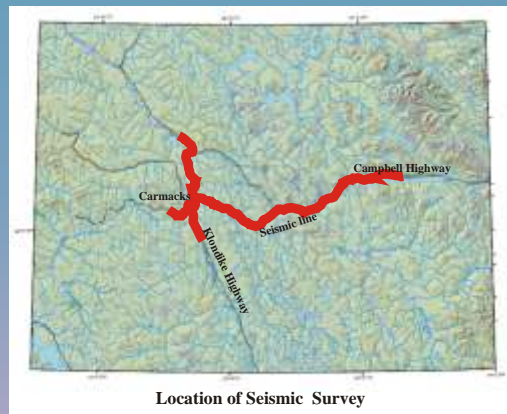 Campbell Highway
Carmacks
Seismic line
Klondike Highway
Location of Seismic Survey